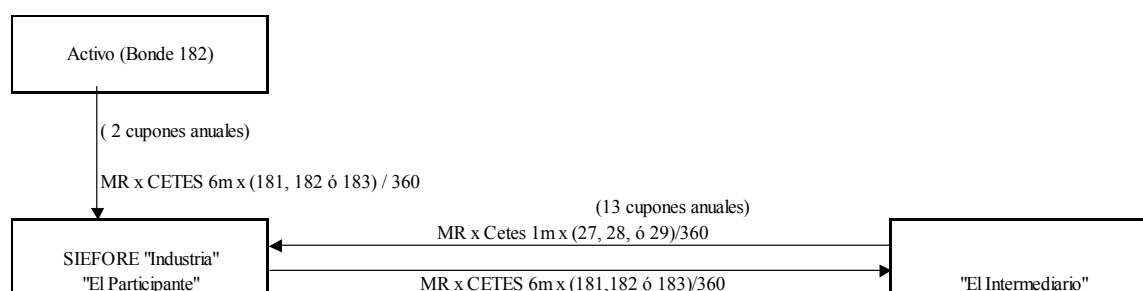 Activo (Bonde 182)
( 2 cupones anuales)
MR x CETES 6m x (181, 182 ó 183) / 360
(13 cupones anuales)
MR x Cetes 1m x (27, 28, ó 29)/360
SIEFORE "Industria"
"El Participante"
MR x CETES 6m x (181,182 ó 183)/360
"El Intermediario"